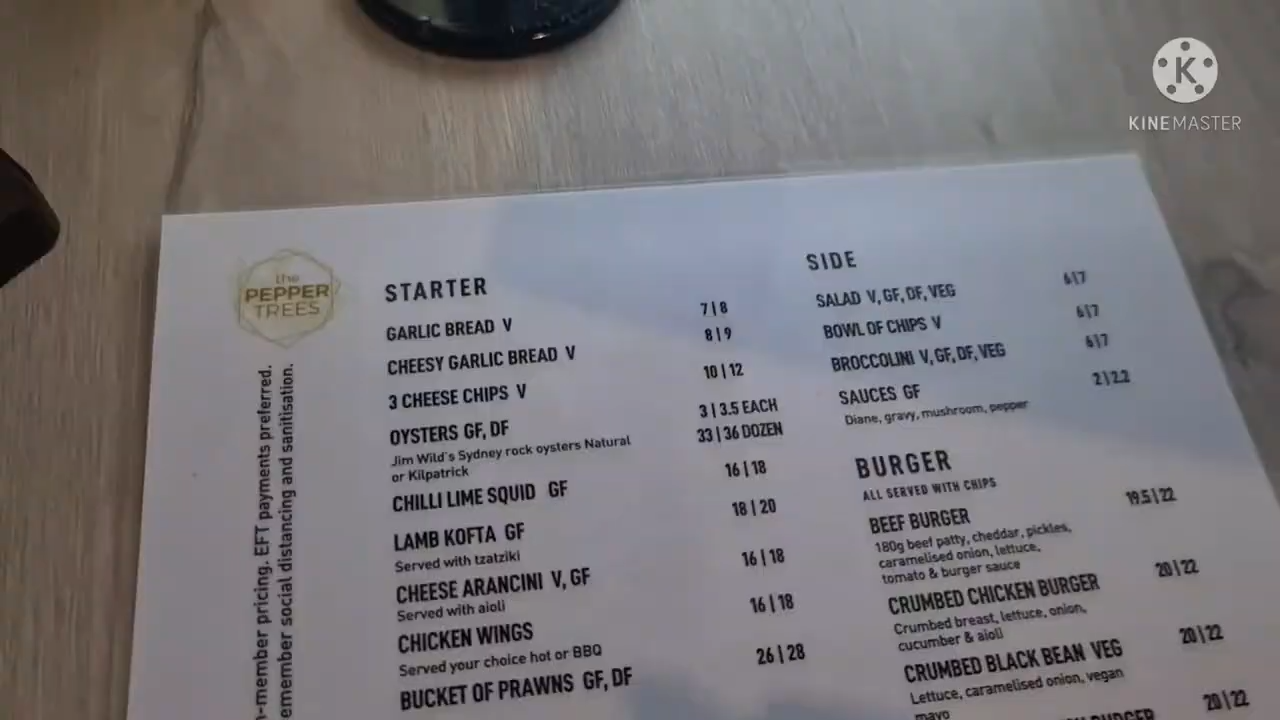 KINEMASTER
the
PEPPER
TREES
-member pricing. EFT payments preferred.
emember social distancing and sanitisation.
STARTER
GARLIC BREAD V 7|8
CHEESY GARLIC BREAD V 8|9
3 CHEESE CHIPS V 10|12
OYSTERS GF, DF 3|3.5 EACH
33|36 DOZEN
Jim Wild's Sydney rock oysters Natural
or Kilpatrick
CHILLI LIME SQUID GF 16|18
LAMB KOFTA GF 18|20
Served with tzatziki
CHEESE ARANCINI V, GF 16|18
Served with aioli
CHICKEN WINGS 16|18
Served your choice hot or BBQ
BUCKET OF PRAWNS GF, DF 26|28
SIDE
SALAD V, GF, DF, VEG 6|7
BOWL OF CHIPS V 6|7
BROCCOLINI V, GF, DF, VEG 6|7
SAUCES GF 2|2.2
Diane, gravy, mushroom, pepper
BURGER
ALL SERVED WITH CHIPS
BEEF BURGER 19.5|22
180g beef patty, cheddar, pickles,
caramelised onion, lettuce,
tomato & burger sauce
CRUMBED CHICKEN BURGER 20|22
Crumbed breast, lettuce, onion,
cucumber & aioli
CRUMBED BLACK BEAN VEG 20|22
Lettuce, caramelised onion, vegan
mayo
BURGER 20|22